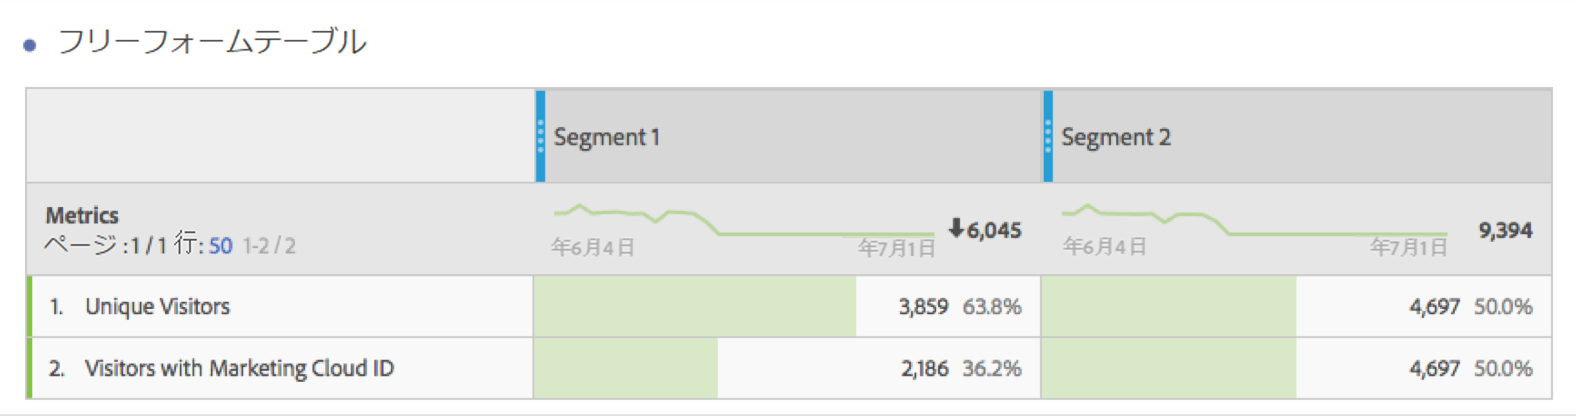 フリーフォームテーブル
Segment 1 Segment 2
Metrics
ページ :1 / 1 行: 50 1-2 / 2
年6月4日 年7月1日 6,045
年6月4日 年7月1日 9,394
1. Unique Visitors 3,859 63.8% 4,697 50.0%
2. Visitors with Marketing Cloud ID 2,186 36.2% 4,697 50.0%